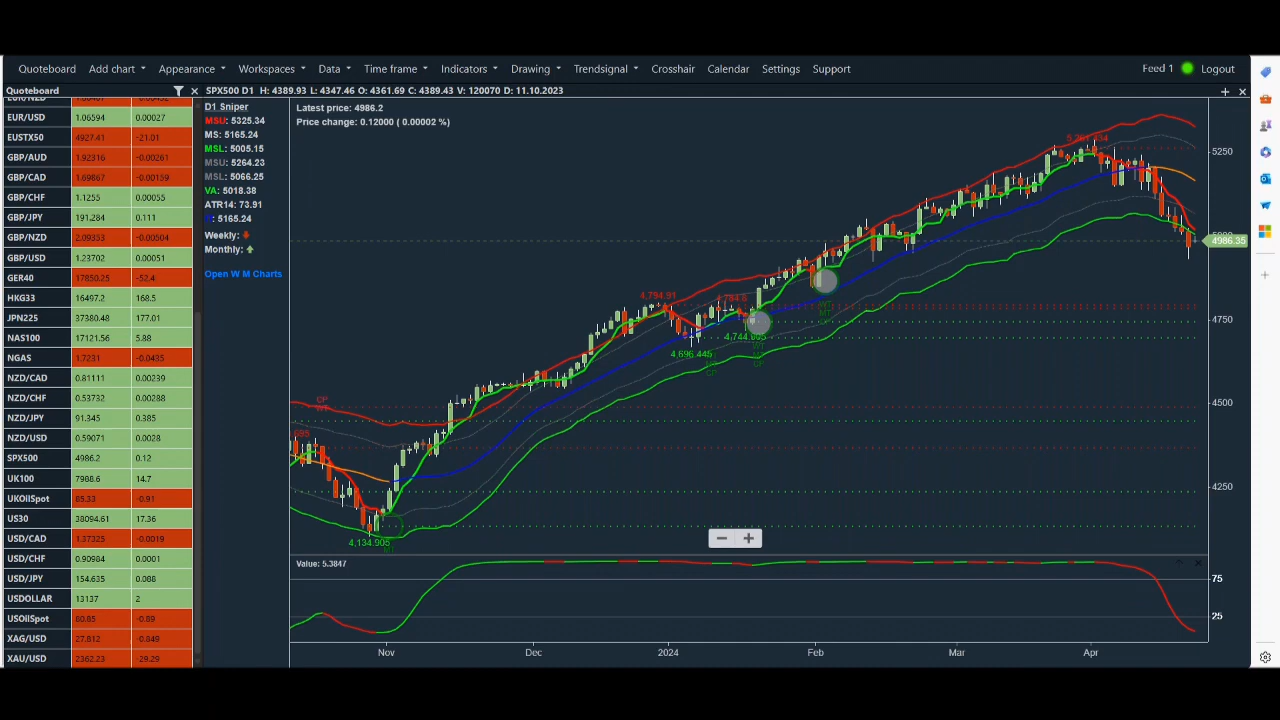 Quoteboard Add chart Appearance Workspaces Data Time frame Indicators Drawing Trendsignal Crosshair Calendar Settings Support Feed 1 Logout
Quoteboard
EUR/NZD
EUR/USD 1.06594 0.00027
EUSTX50 4927.41 -21.01
GBP/AUD 1.92316 -0.00261
GBP/CAD 1.69867 -0.00159
GBP/CHF 1.1255 0.00055
GBP/JPY 191.284 0.111
GBP/NZD 2.09353 -0.00504
GBP/USD 1.23702 0.00051
GER40 17850.25 -52.4
HKG33 16497.2 168.5
JPN225 37380.48 177.01
NAS100 17121.56 5.88
NGAS 1.7231 -0.0435
NZD/CAD 0.81111 0.00239
NZD/CHF 0.53732 0.00288
NZD/JPY 91.345 0.385
NZD/USD 0.59071 0.0028
SPX500 4986.2 0.12
UK100 7988.6 14.7
UKOilSpot 85.33 -0.91
US30 38094.61 17.36
USD/CAD 1.37325 -0.0019
USD/CHF 0.90984 0.0001
USD/JPY 154.635 0.088
USDOLLAR 13137 2
USOilSpot 80.85 -0.89
XAG/USD 27.812 -0.849
XAU/USD 2362.23 -29.29
SPX500 D1 H: 4389.93 L: 4347.46 O: 4361.69 C: 4389.43 V: 120070 D: 11.10.2023
D1 Sniper
MSU: 5325.34
MS: 5165.24
MSL: 5005.15
MSU: 5264.23
MSL: 5066.25
VA: 5018.38
ATR14: 73.91
: 5165.24
Weekly:
Monthly:
Open W M Charts
Latest price: 4986.2
Price change: 0.12000 ( 0.00002 %)
4,794.91
4,784.6
4,744.605
4,696.445
4,134.905
CP
WT
5250
5000
4986.35
4750
4500
4250
Value: 5.3847
75
25
Nov Dec 2024 Feb Mar Apr